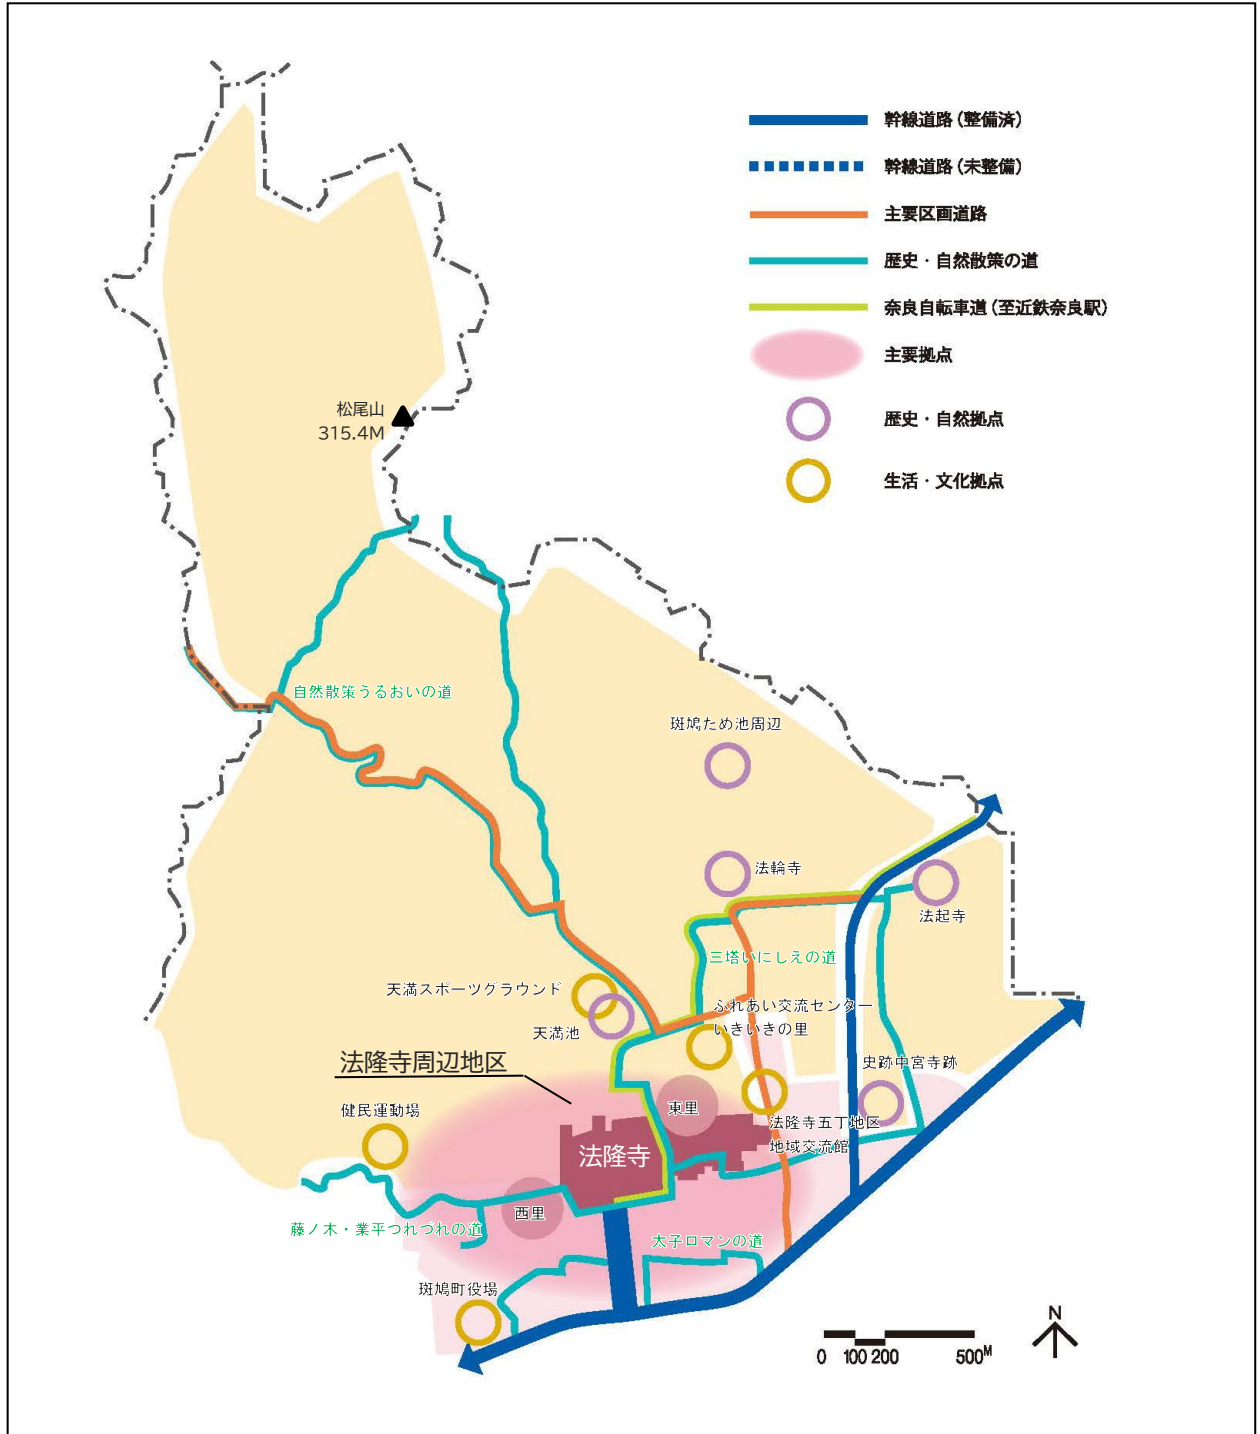 幹線道路(整備済)
幹線道路(未整備)
主要区画道路
歴史・自然散策の道
奈良自転車道(至近鉄奈良駅)
主要拠点
歴史・自然拠点
生活・文化拠点
松尾山
315.4M
自然散策うるおいの道
斑鳩ため池周辺
法輪寺
法起寺
三塔いにしえの道
天満スポーツグラウンド
天満池
ふれあい交流センター
いきいきの里
法隆寺周辺地区
史跡中宮寺跡
健民運動場
東里
法隆寺五丁地区
地域交流館
法隆寺
西里
藤ノ木・業平つれづれの道
太子ロマンの道
斑鳩町役場
N
0 100 200 500M